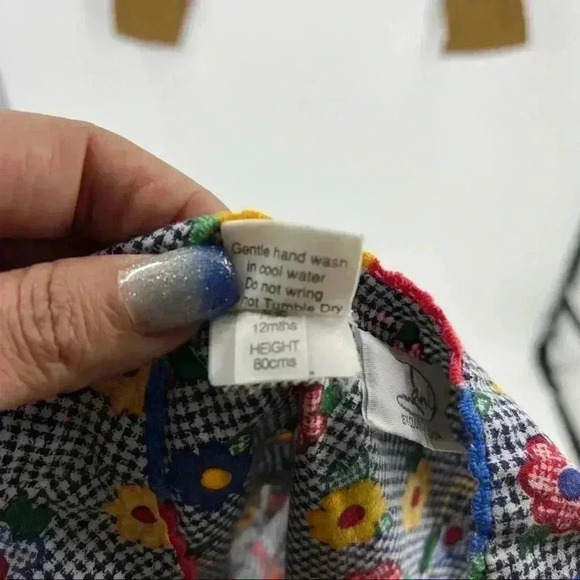 Gentle hand wash
in cool water
Do not wring
not Tumble Dry
12mths
HEIGHT
80cms